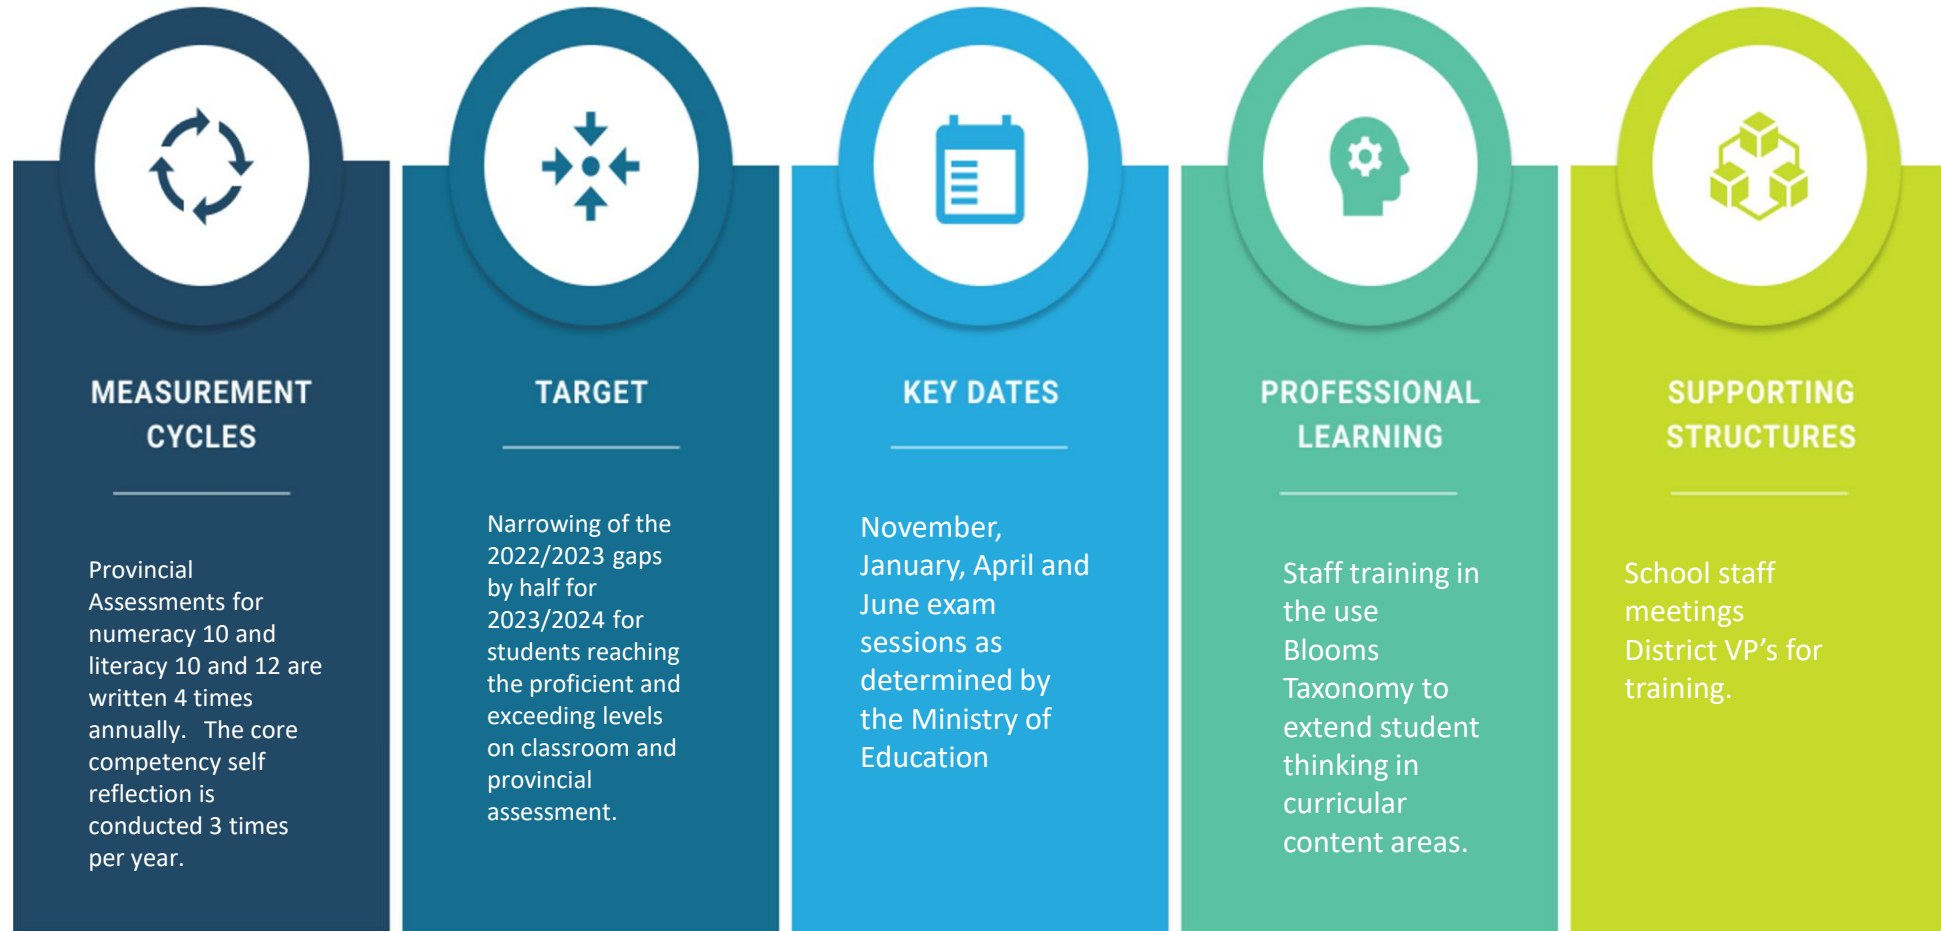 MEASUREMENT
CYCLES
Provincial
Assessments for
numeracy 10 and
literacy 10 and 12 are
written 4 times
annually.   The core
competency self
reflection is
conducted 3 times
per year.
TARGET
Narrowing of the
2022/2023 gaps
by half for
2023/2024 for
students reaching
the proficient and
exceeding levels
on classroom and
provincial
assessment.
KEY DATES
November,
January, April and
June exam
sessions as
determined by
the Ministry of
Education
PROFESSIONAL
LEARNING
Staff training in
the use
Blooms
Taxonomy to
extend student
thinking in
curricular
content areas.
SUPPORTING
STRUCTURES
School staff
meetings
District VP’s for
training.